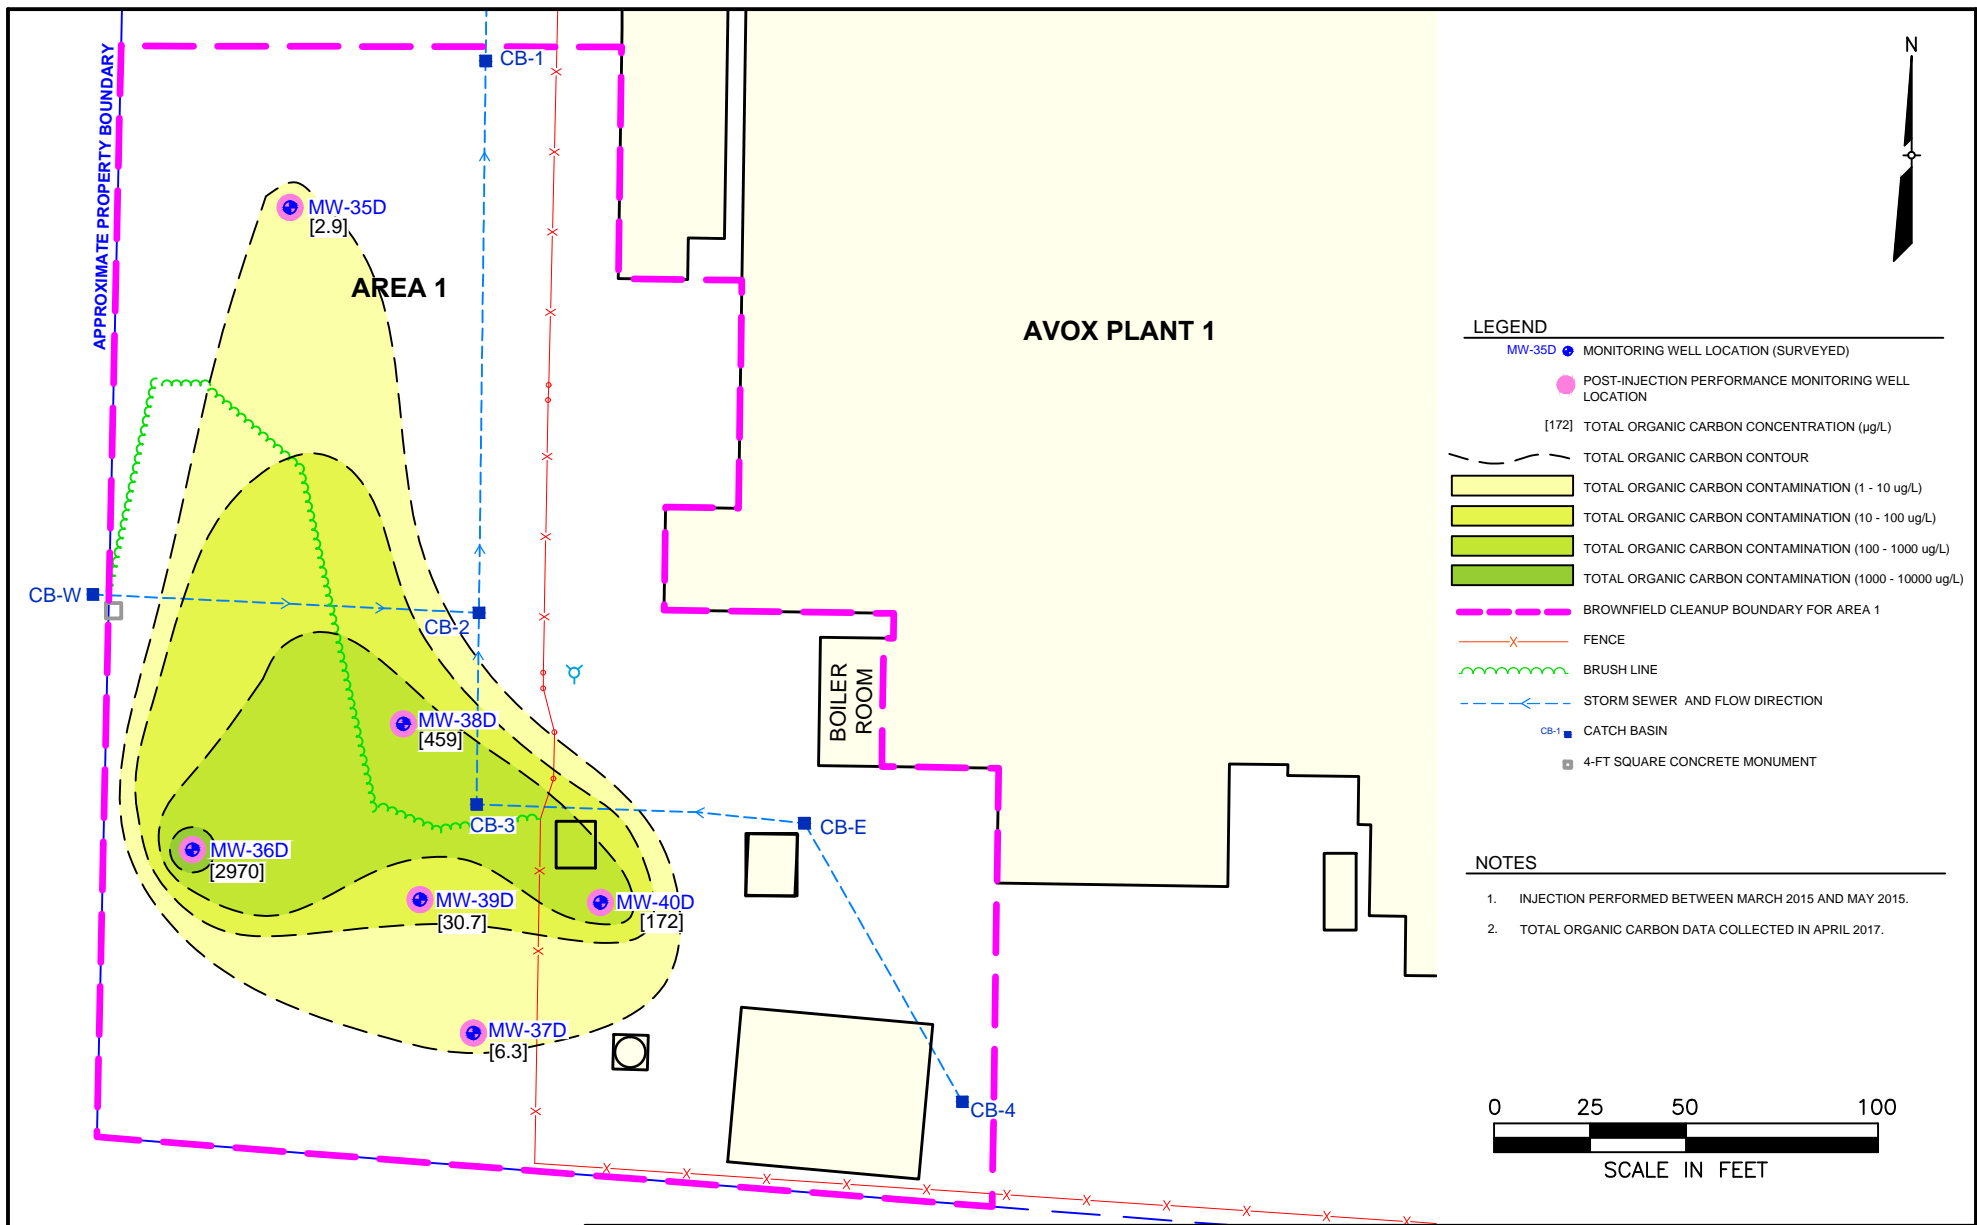 CB-1
N
APPROXIMATE PROPERTY BOUNDARY
MW-35D
[2.9]
AREA 1
AVOX PLANT 1
CB-W
CB-2
BOILER
ROOM
MW-38D
[459]
CB-3
CB-E
MW-36D
[2970]
MW-39D
[30.7]
MW-40D
[172]
MW-37D
[6.3]
CB-4
LEGEND
MW-35D MONITORING WELL LOCATION (SURVEYED)
POST-INJECTION PERFORMANCE MONITORING WELL
LOCATION
[172] TOTAL ORGANIC CARBON CONCENTRATION (µg/L)
TOTAL ORGANIC CARBON CONTOUR
TOTAL ORGANIC CARBON CONTAMINATION (1 - 10 ug/L)
TOTAL ORGANIC CARBON CONTAMINATION (10 - 100 ug/L)
TOTAL ORGANIC CARBON CONTAMINATION (100 - 1000 ug/L)
TOTAL ORGANIC CARBON CONTAMINATION (1000 - 10000 ug/L)
BROWNFIELD CLEANUP BOUNDARY FOR AREA 1
FENCE
BRUSH LINE
STORM SEWER AND FLOW DIRECTION
CB-1 CATCH BASIN
4-FT SQUARE CONCRETE MONUMENT
NOTES
1. INJECTION PERFORMED BETWEEN MARCH 2015 AND MAY 2015.
2. TOTAL ORGANIC CARBON DATA COLLECTED IN APRIL 2017.
0 25 50 100
SCALE IN FEET